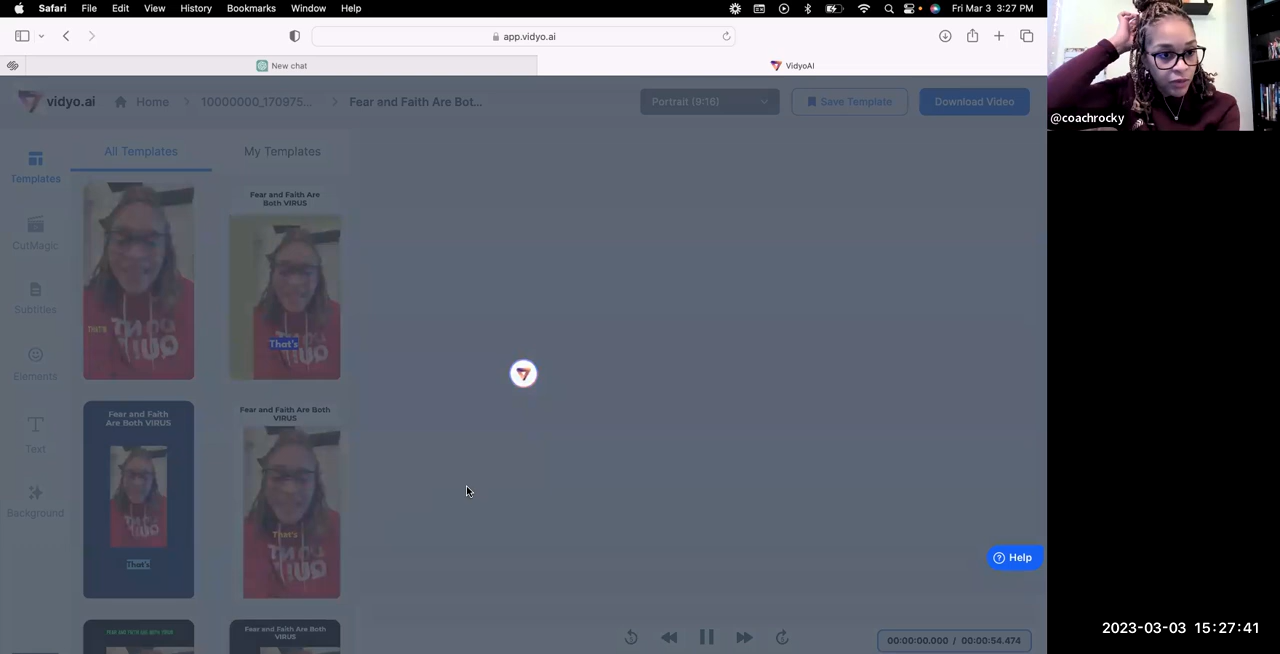 Safari File Edit View History Bookmarks Window Help
Fri Mar 3 3:27 PM
app.vidyo.ai
New chat
VidyoAI
@coachrocky
vidyo.ai
Home
10000000_170975...
Fear and Faith Are Bot...
Portrait (9:16)
Save Template
Download Video
Templates
CutMagic
Subtitles
Elements
Text
Background
All Templates
My Templates
THAT'S
Fear and Faith Are
Both VIRUS
That's
Fear and Faith
Are Both VIRUS
That's
Fear and Faith Are Both
VIRUS
That's
Fear and Faith Are Both
VIRUS
Help
00:00:00.000 / 00:00:54.474
2023-03-03 15:27:41